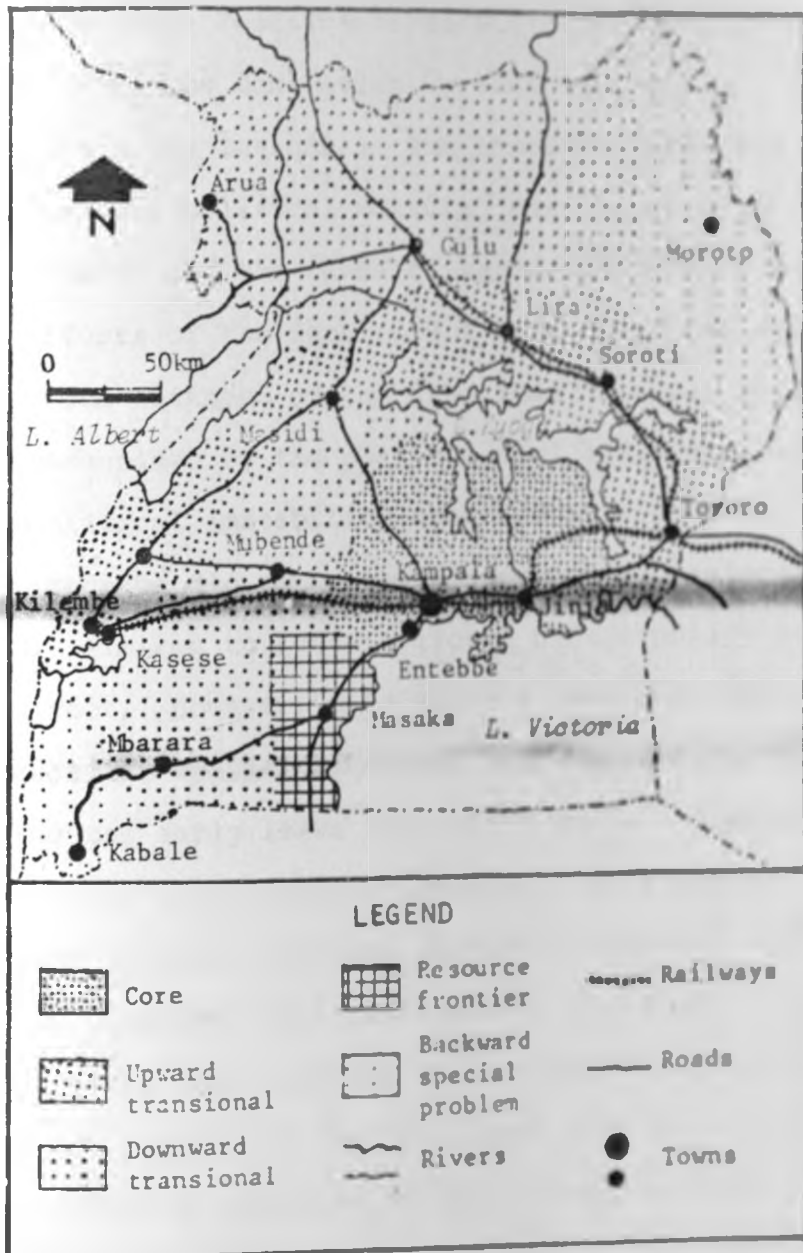 Arua
N
Gulu
Moroto
Lira
0 50km
Soroti
L. Albert
Masidi
Tororo
Mubende
Kampala
Kilembe
Jinja
Kasese
Entebbe
Masaka
L. Victoria
Mbarara
Kabale
LEGEND
Core
Resource
frontier
Railways
Upward
transional
Backward
special
problem
Roads
Downward
transional
Rivers
Towns